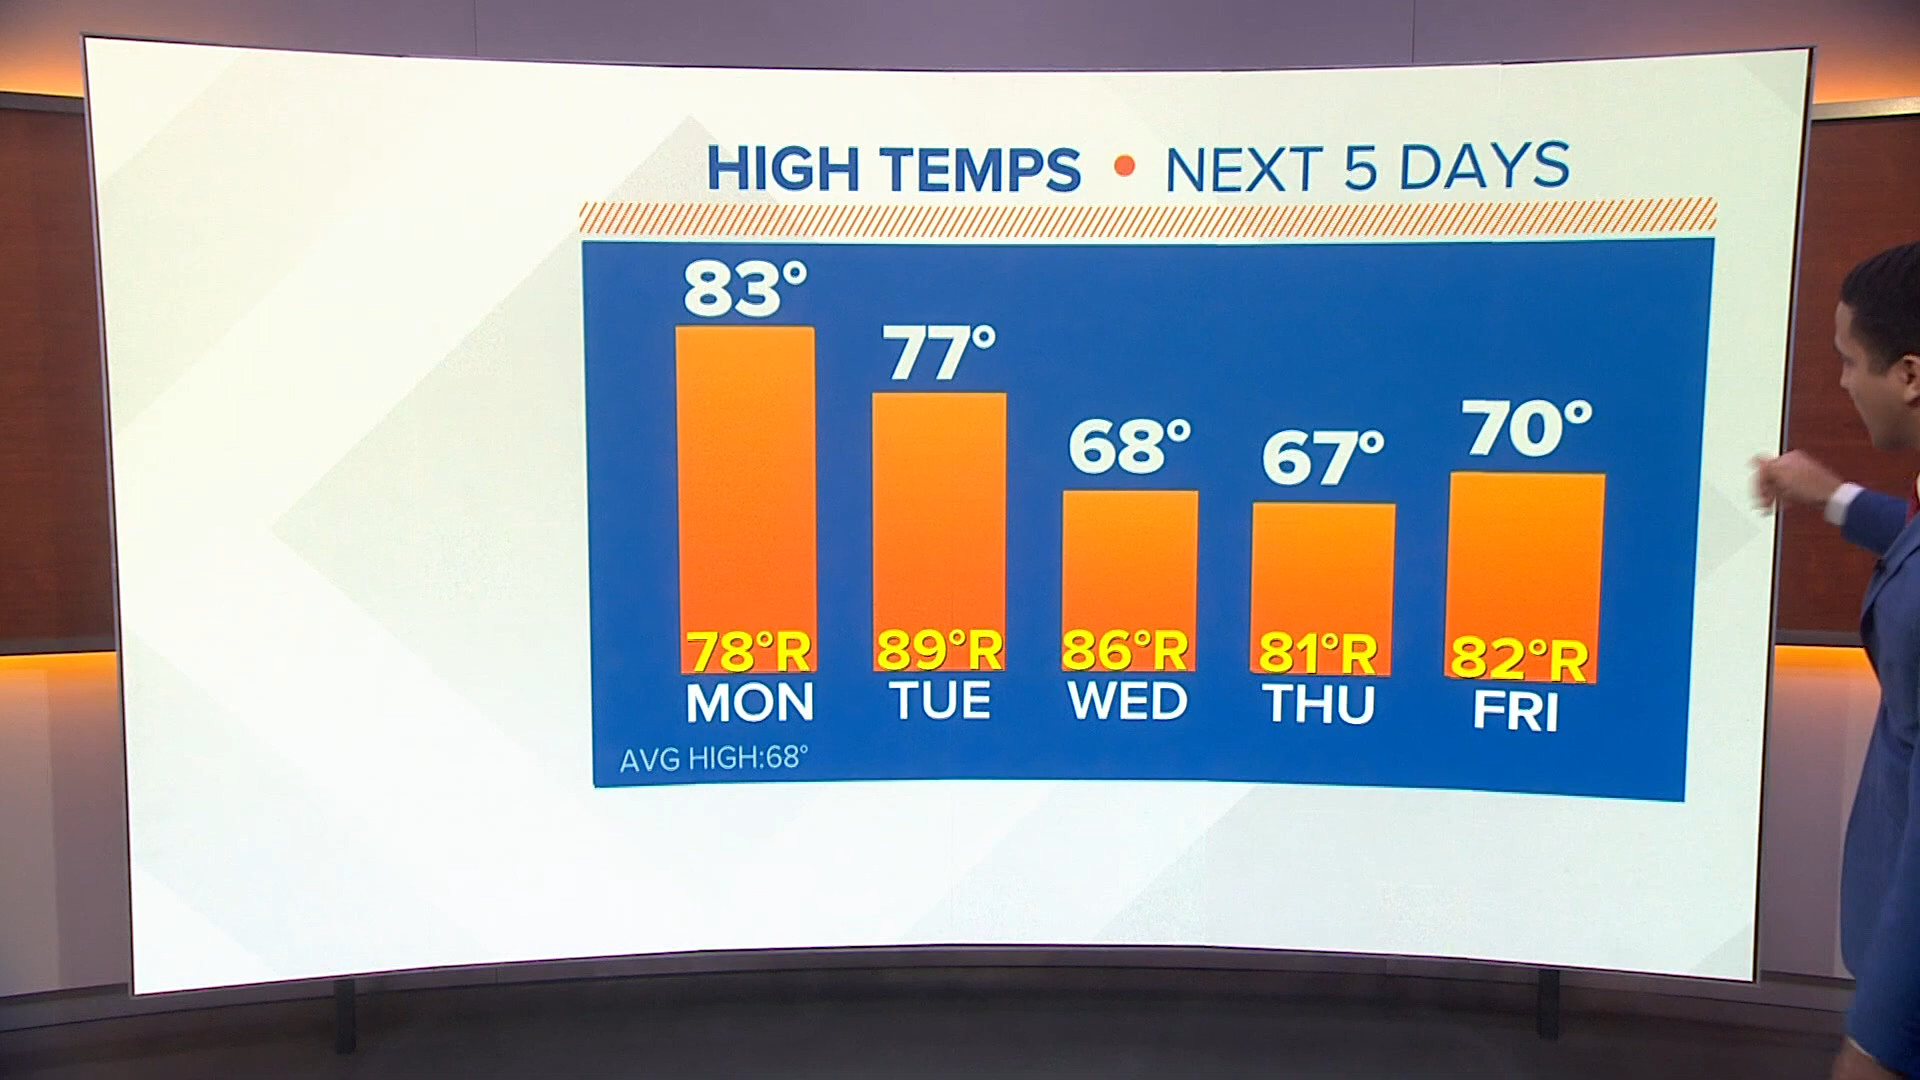 HIGH TEMPS • NEXT 5 DAYS
83° 77° 68° 67° 70°
78°R 89°R 86°R 81°R 82°R
MON TUE WED THU FRI
AVG HIGH:68°